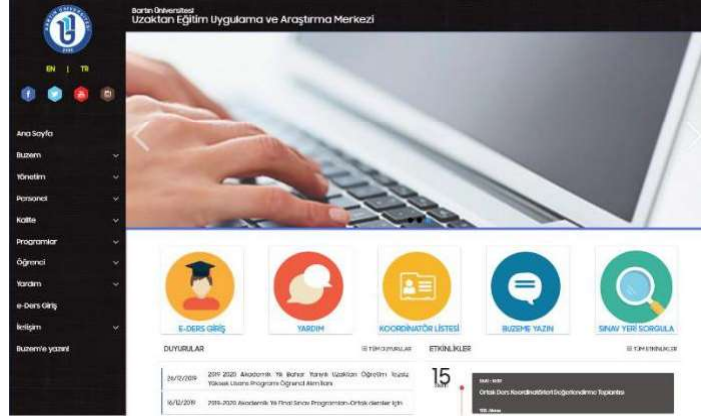 Bartın Üniversitesi
Uzaktan Eğitim Uygulama ve Araştırma Merkezi
EN | TR
Ana Sayfa
Buzem
Yönetim
Personel
Kalite
Programlar
Öğrenci
Yardım
e-Ders Giriş
İletişim
Buzem'e yazın!
E-DERS GİRİŞ
YARDIM
KOORDİNATÖR LİSTESİ
BUZEM'E YAZIN
SINAV YERİ SORGULA
DUYURULAR
TÜM DUYURULAR
ETKİNLİKLER
TÜM ETKİNLİKLER
26/12/2019
2019-2020 Akademik Yılı Bahar Yarıyılı Uzaktan Öğretim Tezsiz
Yüksek Lisans Programı Öğrenci Alım İlanı
16/12/2019
2019-2020 Akademik Yılı Final Sınav Programları-Ortak dersler için
15
Ortak Ders Koordinatörleri Değerlendirme Toplantısı